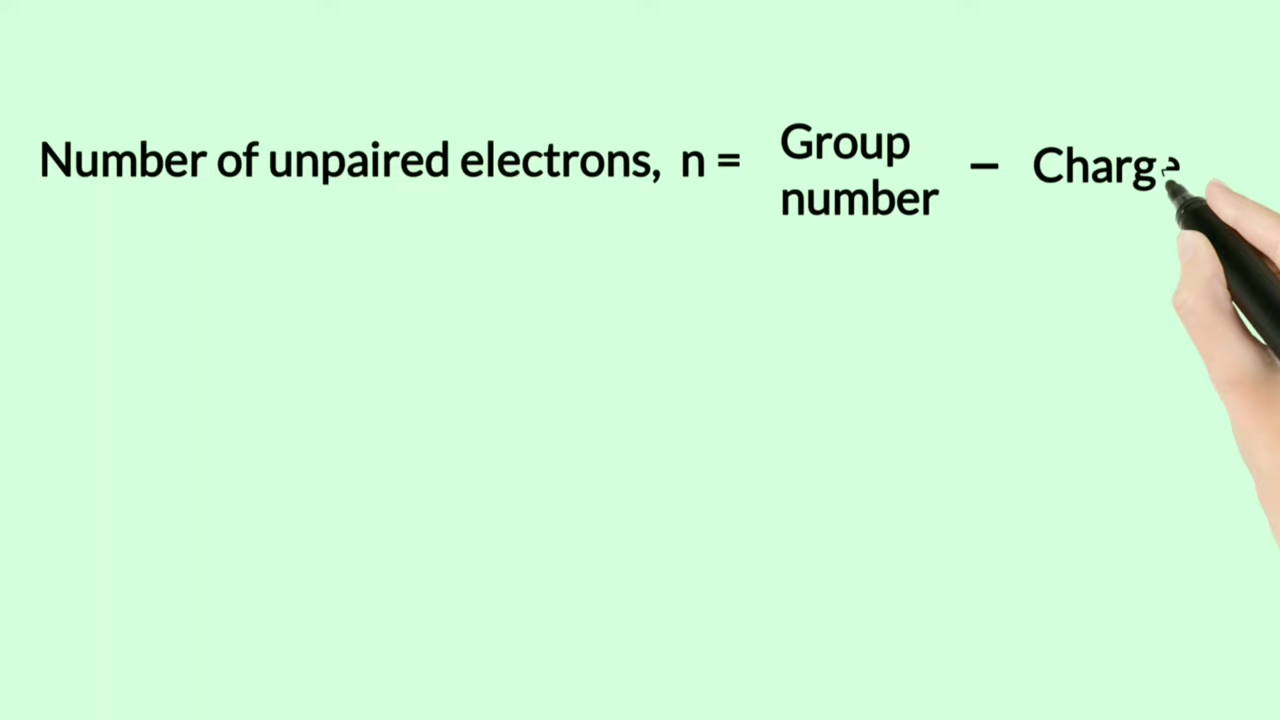 Number of unpaired electrons, n = Group number – Charge